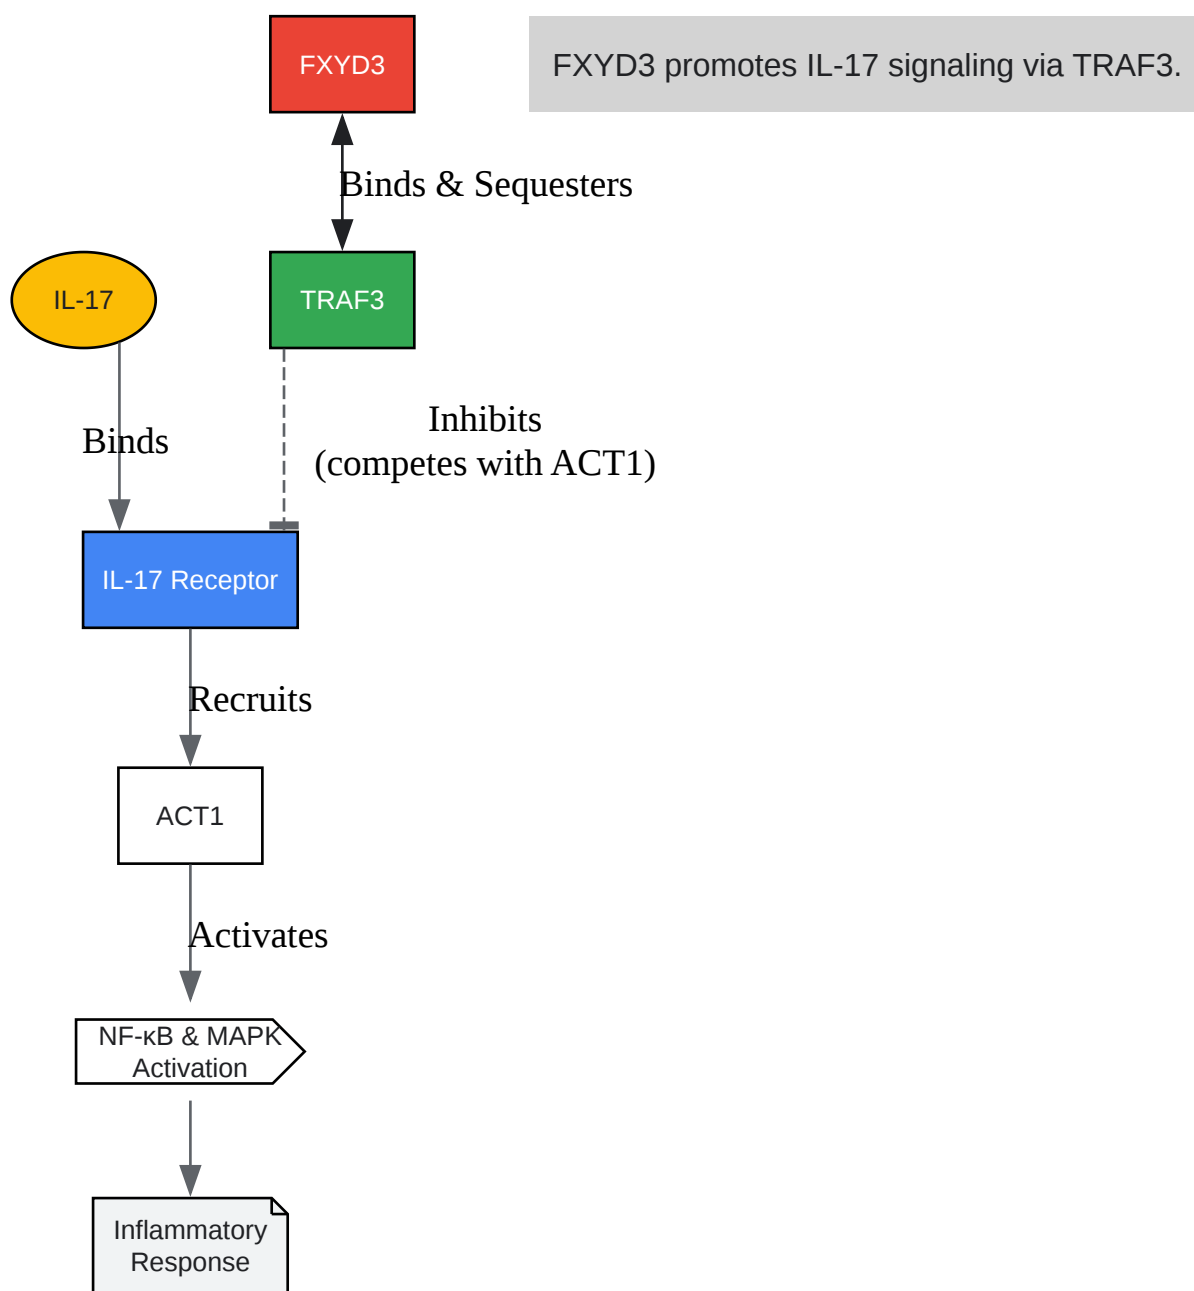 FXYD3
FXYD3 promotes IL-17 signaling via TRAF3.
Binds & Sequesters
IL-17
TRAF3
Inhibits
(competes with ACT1)
Binds
IL-17 Receptor
Recruits
ACT1
Activates
NF-κB & MAPK
Activation
Inflammatory
Response